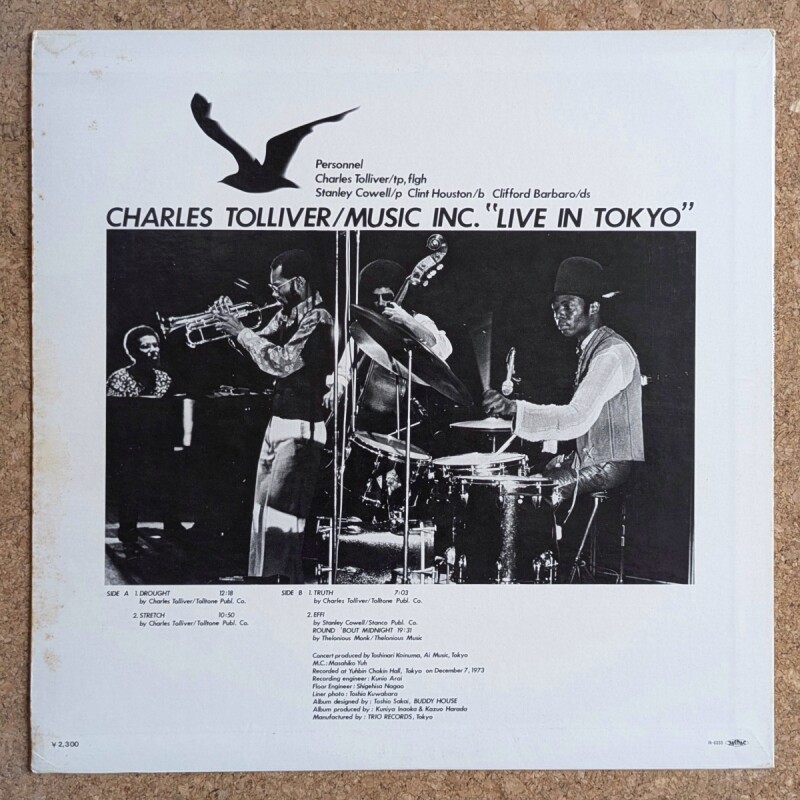 Personnel
Charles Tolliver/tp, flgh
Stanley Cowell/p Clint Houston/b Clifford Barbaro/ds
CHARLES TOLLIVER/MUSIC INC. "LIVE IN TOKYO"
SIDE A 1. DROUGHT 12:18
by Charles Tolliver/Tolltone Publ. Co.
2. STRETCH 10:50
by Charles Tolliver/Tolltone Publ. Co.
SIDE B 1. TRUTH 7:03
by Charles Tolliver/Tolltone Publ. Co.
2. EFFI
by Stanley Cowell/Stanco Publ. Co.
ROUND 'BOUT MIDNIGHT 19:31
by Thelonious Monk/Thelonious Music
Concert produced by Toshinari Koinuma, Ai Music, Tokyo
M.C.: Masahiko Yuh
Recorded at Yuhbin Chokin Hall, Tokyo on December 7, 1973
Recording engineer: Kunio Arai
Floor Engineer: Shigehisa Nagao
Liner photo: Toshio Kuwabara
Album designed by: Toshio Sakai, BUDDY HOUSE
Album produced by: Kuniya Inaoka & Kazuo Harada
Manufactured by: TRIO RECORDS, Tokyo
¥2,300